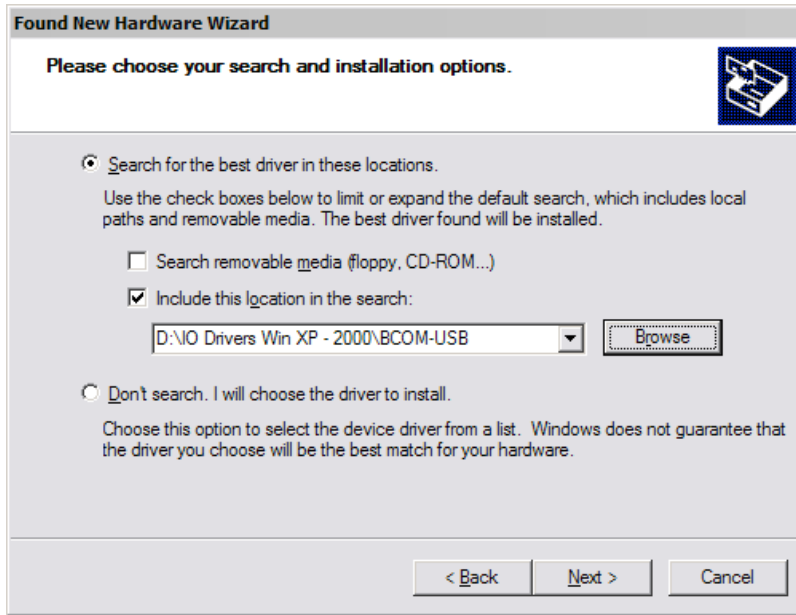 Found New Hardware Wizard
Please choose your search and installation options.
Search for the best driver in these locations.
Use the check boxes below to limit or expand the default search, which includes local
paths and removable media. The best driver found will be installed.
Search removable media (floppy, CD-ROM...)
Include this location in the search:
D:\IO Drivers Win XP - 2000\BCOM-USB
Browse
Don't search. I will choose the driver to install.
Choose this option to select the device driver from a list. Windows does not guarantee that
the driver you choose will be the best match for your hardware.
< Back Next > Cancel